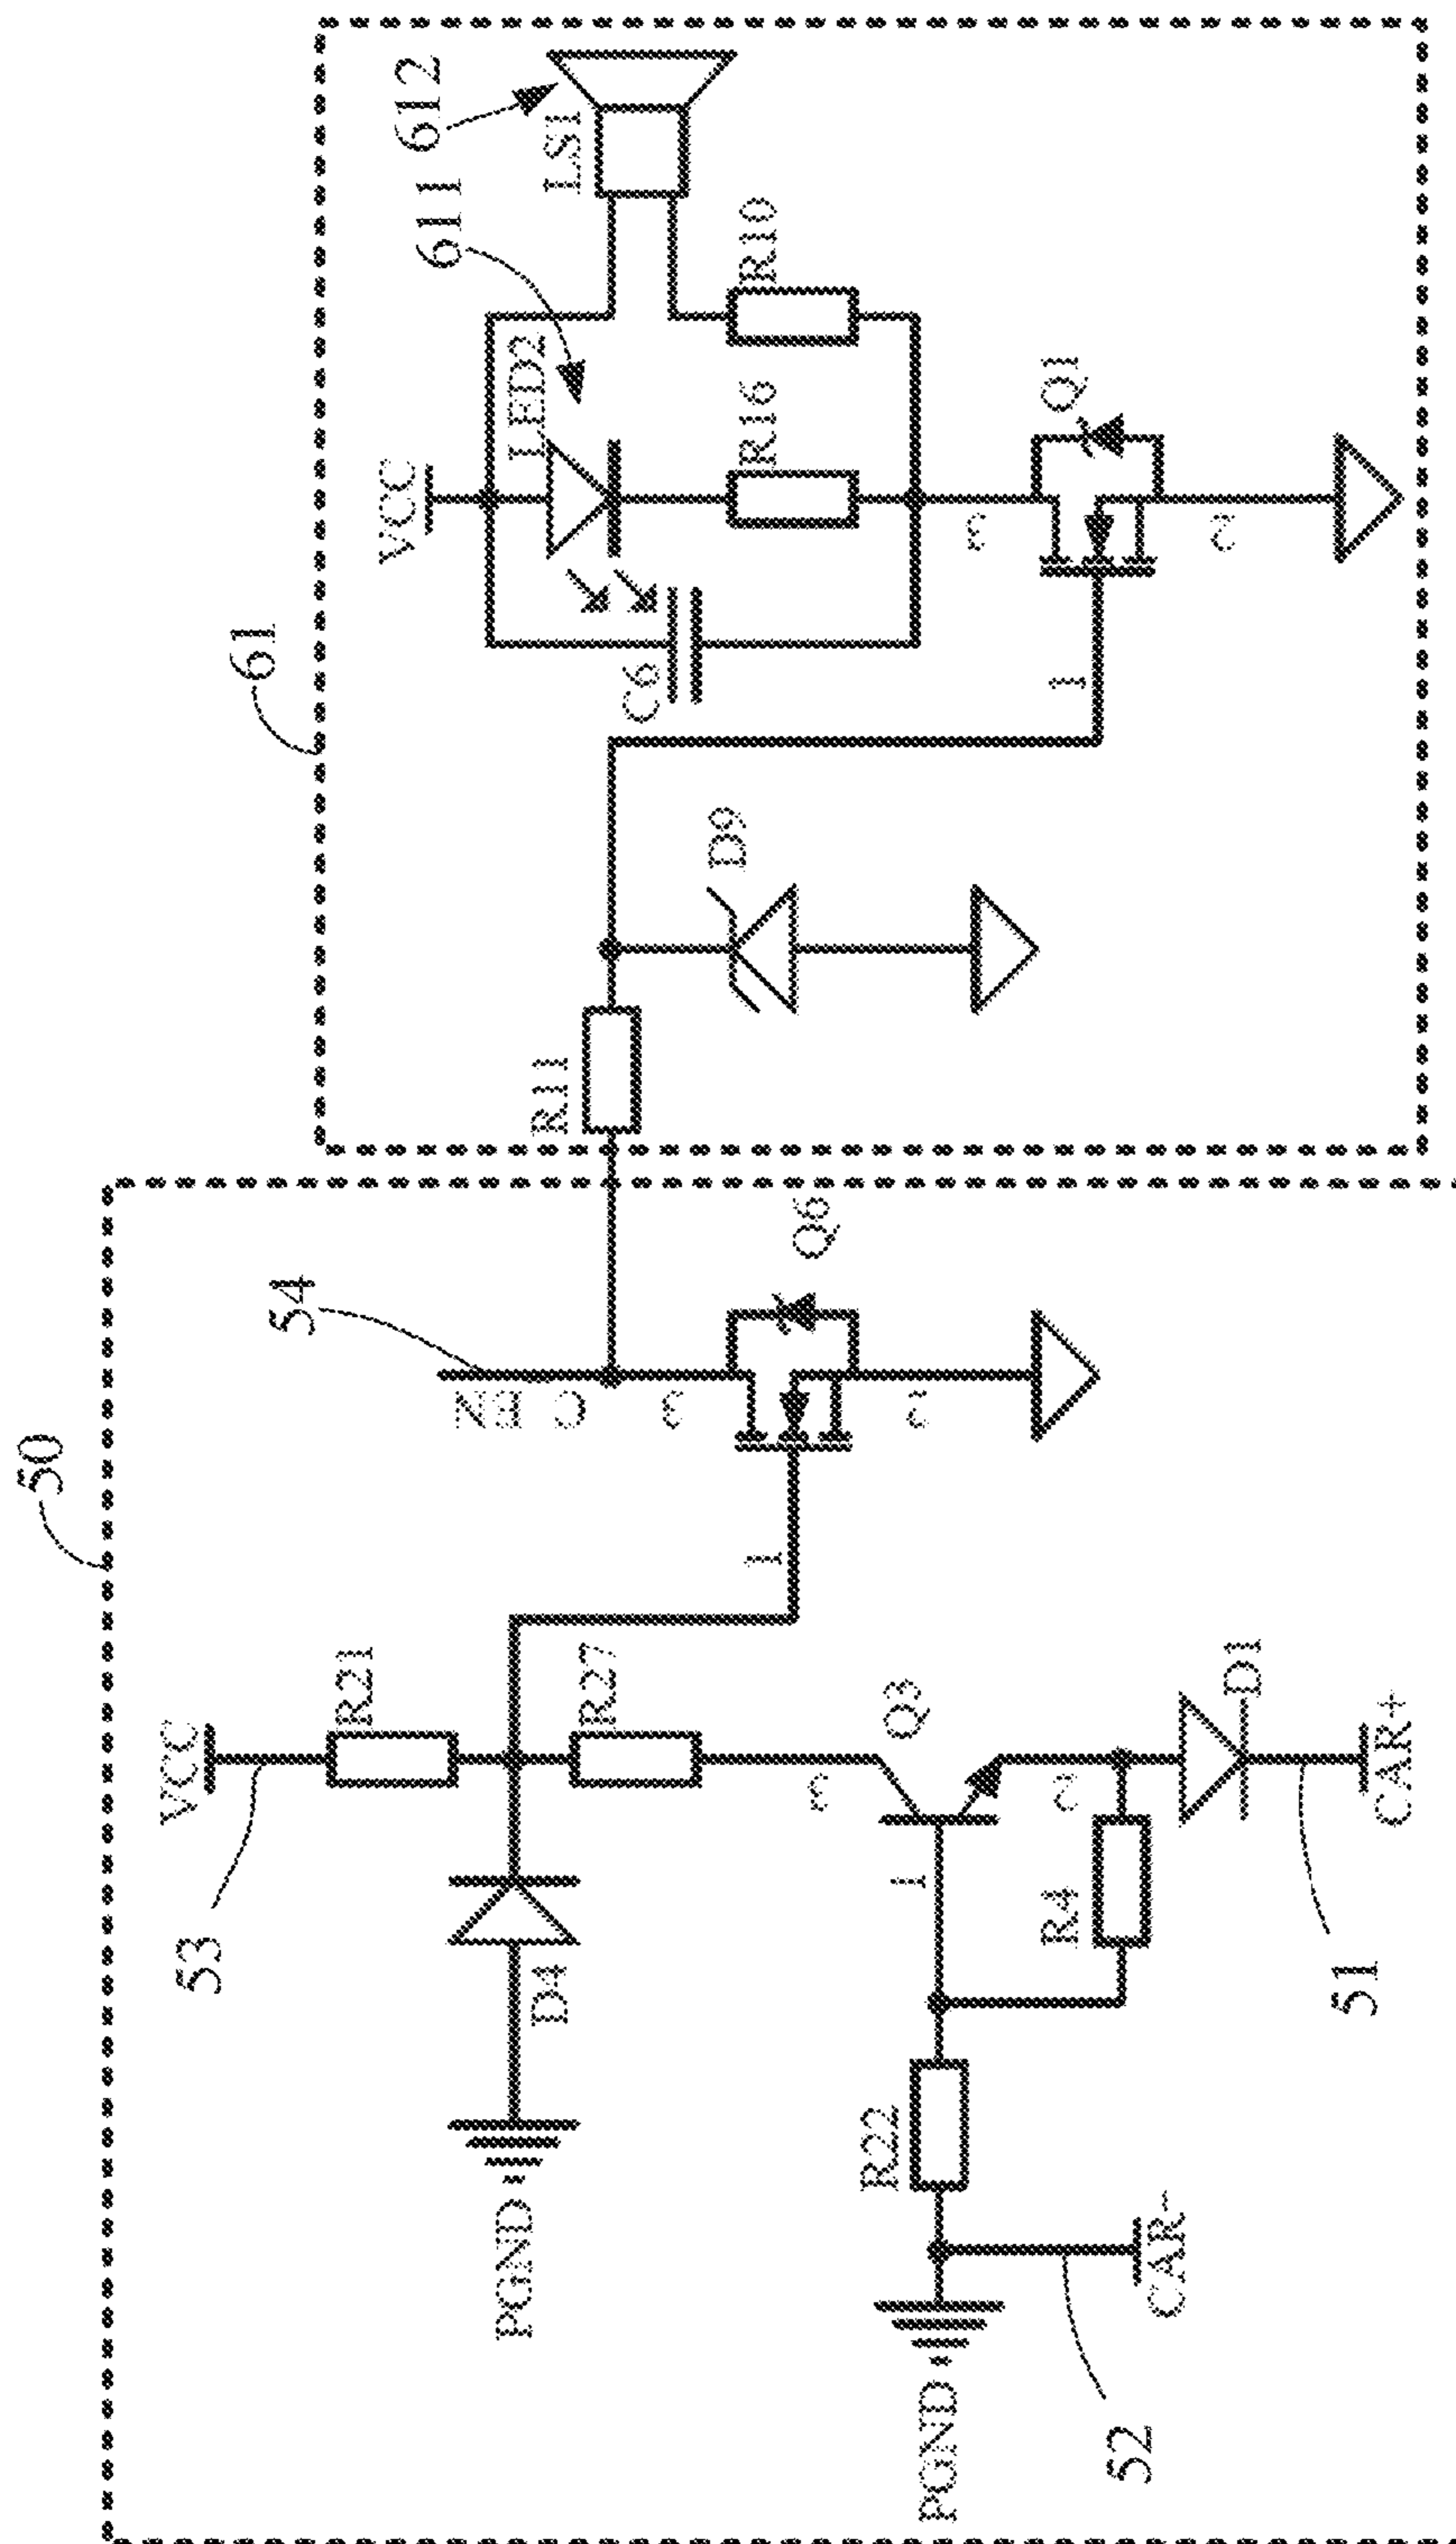 50
61
53
VCC
R21
D4
PGND
R27
Q3
3
1
2
R4
R22
PGND
CAR-
52
D1
CAR+
51
54
C EN
3
1
2
Q6
R11
D9
VCC
C6
LED2
611
LS1
612
R16
R10
3
1
2
Q1